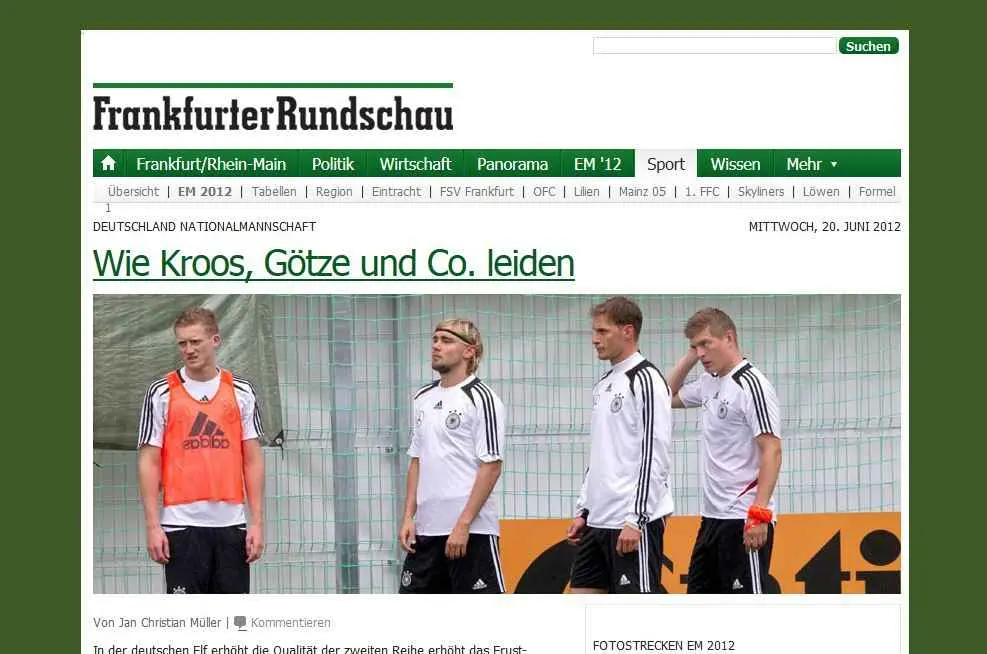 Suchen
Frankfurter Rundschau
Frankfurt/Rhein-Main Politik Wirtschaft Panorama EM '12 Sport Wissen Mehr
Übersicht | EM 2012 | Tabellen | Region | Eintracht | FSV Frankfurt | OFC | Lilien | Mainz 05 | 1. FFC | Skyliners | Löwen | Formel
1
DEUTSCHLAND NATIONALMANNSCHAFT MITTWOCH, 20. JUNI 2012
Wie Kroos, Götze und Co. leiden
adidas
Von Jan Christian Müller | Kommentieren
FOTOSTRECKEN EM 2012
In der deutschen Elf erhöht die Qualität der zweiten Reihe erhöht das Frust-